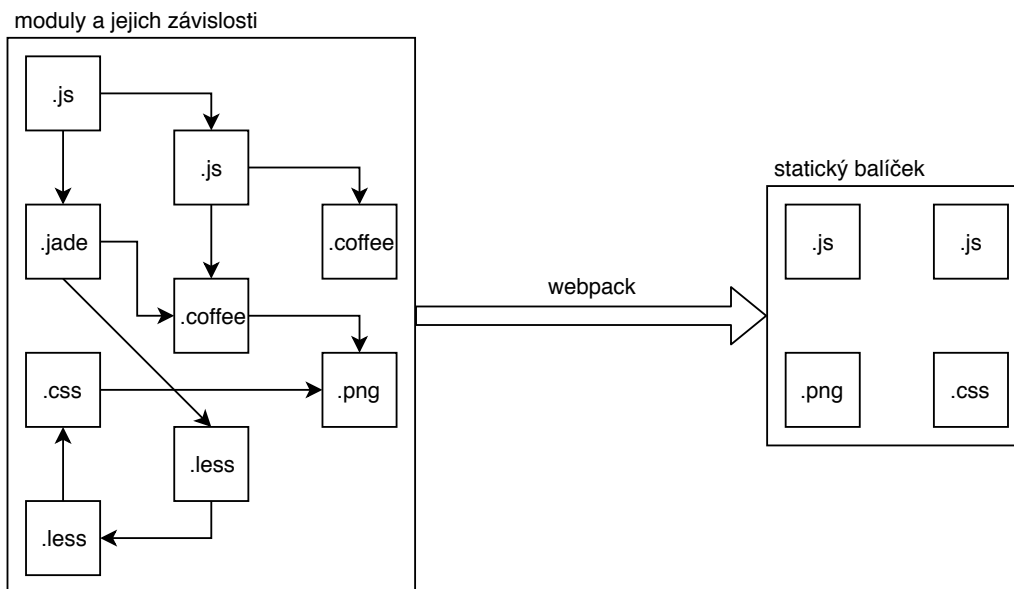 moduly a jejich závislosti
.js
.js
.jade
.coffee
.coffee
.css
.png
.less
.less
webpack
statický balíček
.js
.js
.png
.css